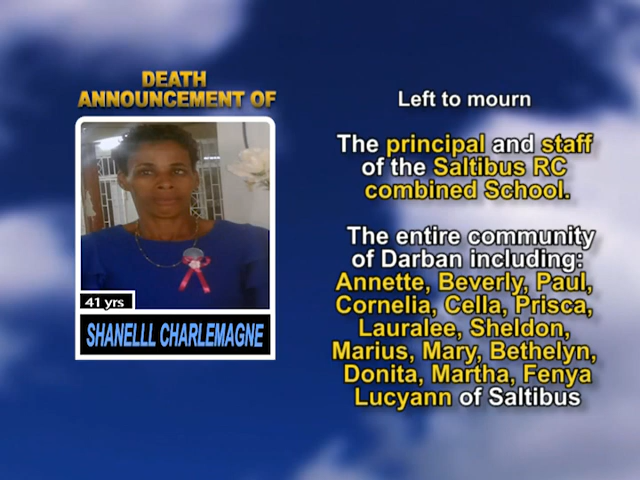 DEATH
ANNOUNCEMENT OF
41 yrs
SHANELLL CHARLEMAGNE
Left to mourn
The principal and staff
of the Saltibus RC
combined School.
The entire community
of Darban including:
Annette, Beverly, Paul,
Cornelia, Cella, Prisca,
Lauralee, Sheldon,
Marius, Mary, Bethelyn,
Donita, Martha, Fenya
Lucyann of Saltibus